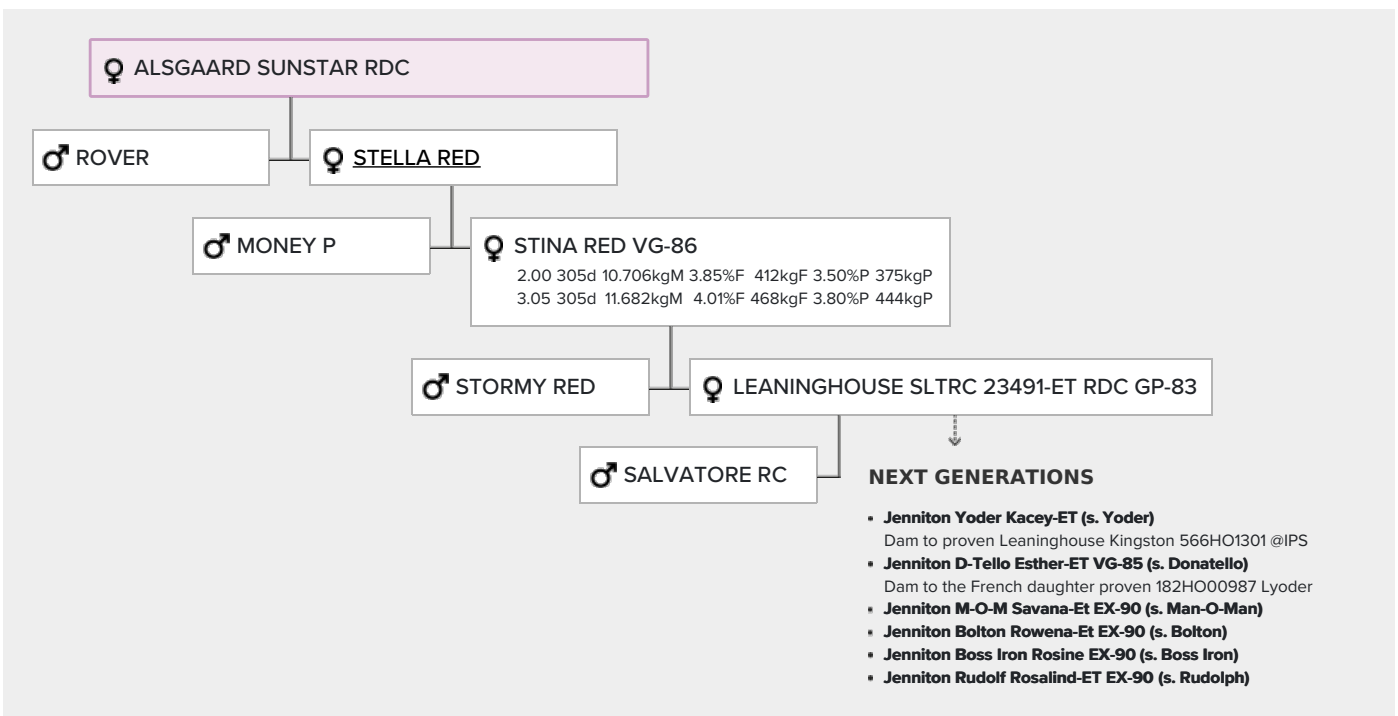 ALSGAARD SUNSTAR RDC
ROVER
STELLA RED
MONEY P
STINA RED VG-86
2.00 305d 10.706kgM 3.85%F 412kgF 3.50%P 375kgP
3.05 305d 11.682kgM 4.01%F 468kgF 3.80%P 444kgP
STORMY RED
LEANINGHOUSE SLTRC 23491-ET RDC GP-83
SALVATORE RC
NEXT GENERATIONS
• Jenniton Yoder Kacey-ET (s. Yoder)
Dam to proven Leaninghouse Kingston 566HO1301 @IPS
• Jenniton D-Tello Esther-ET VG-85 (s. Donatello)
Dam to the French daughter proven 182HO00987 Lyoder
• Jenniton M-O-M Savana-Et EX-90 (s. Man-O-Man)
• Jenniton Bolton Rowena-Et EX-90 (s. Bolton)
• Jenniton Boss Iron Rosine EX-90 (s. Boss Iron)
• Jenniton Rudolf Rosalind-ET EX-90 (s. Rudolph)